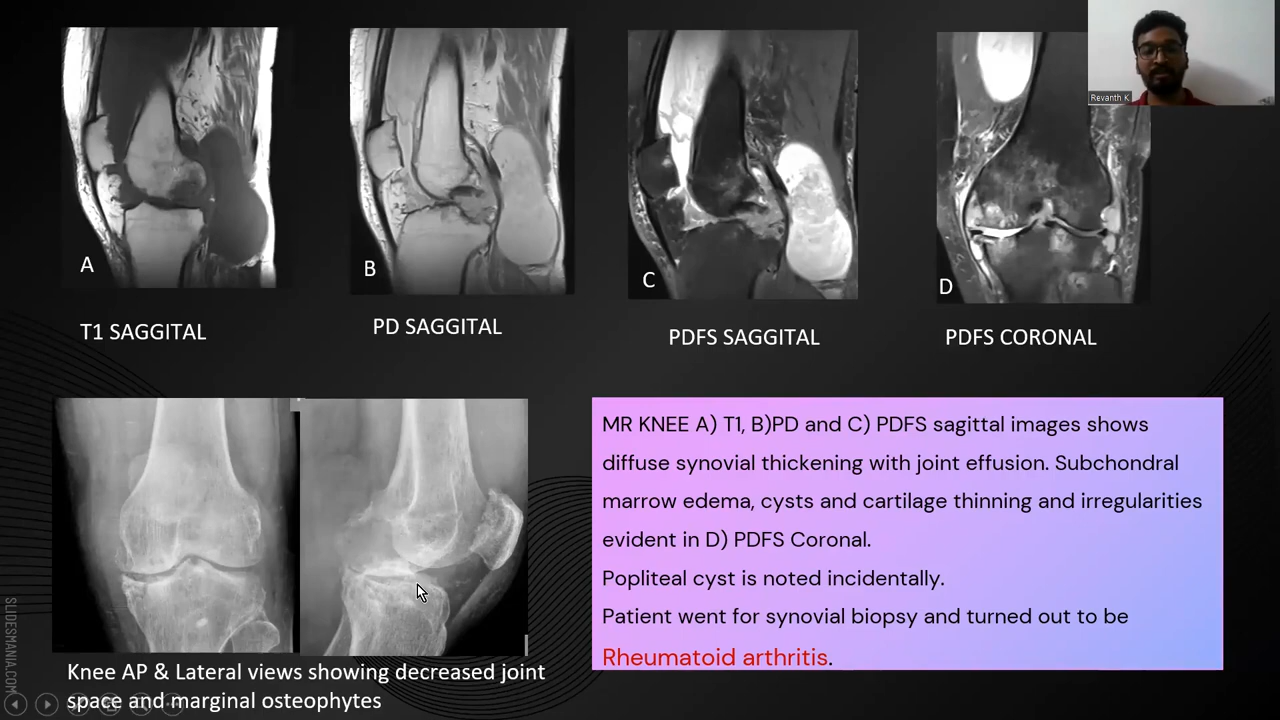 Revanth K
A
B
C
D
T1 SAGGITAL
PD SAGGITAL
PDFS SAGGITAL
PDFS CORONAL
MR KNEE A) T1, B)PD and C) PDFS sagittal images shows
diffuse synovial thickening with joint effusion. Subchondral
marrow edema, cysts and cartilage thinning and irregularities
evident in D) PDFS Coronal.
Popliteal cyst is noted incidentally.
Patient went for synovial biopsy and turned out to be
Rheumatoid arthritis.
Knee AP & Lateral views showing decreased joint
space and marginal osteophytes
SLIDESMANIA.COM